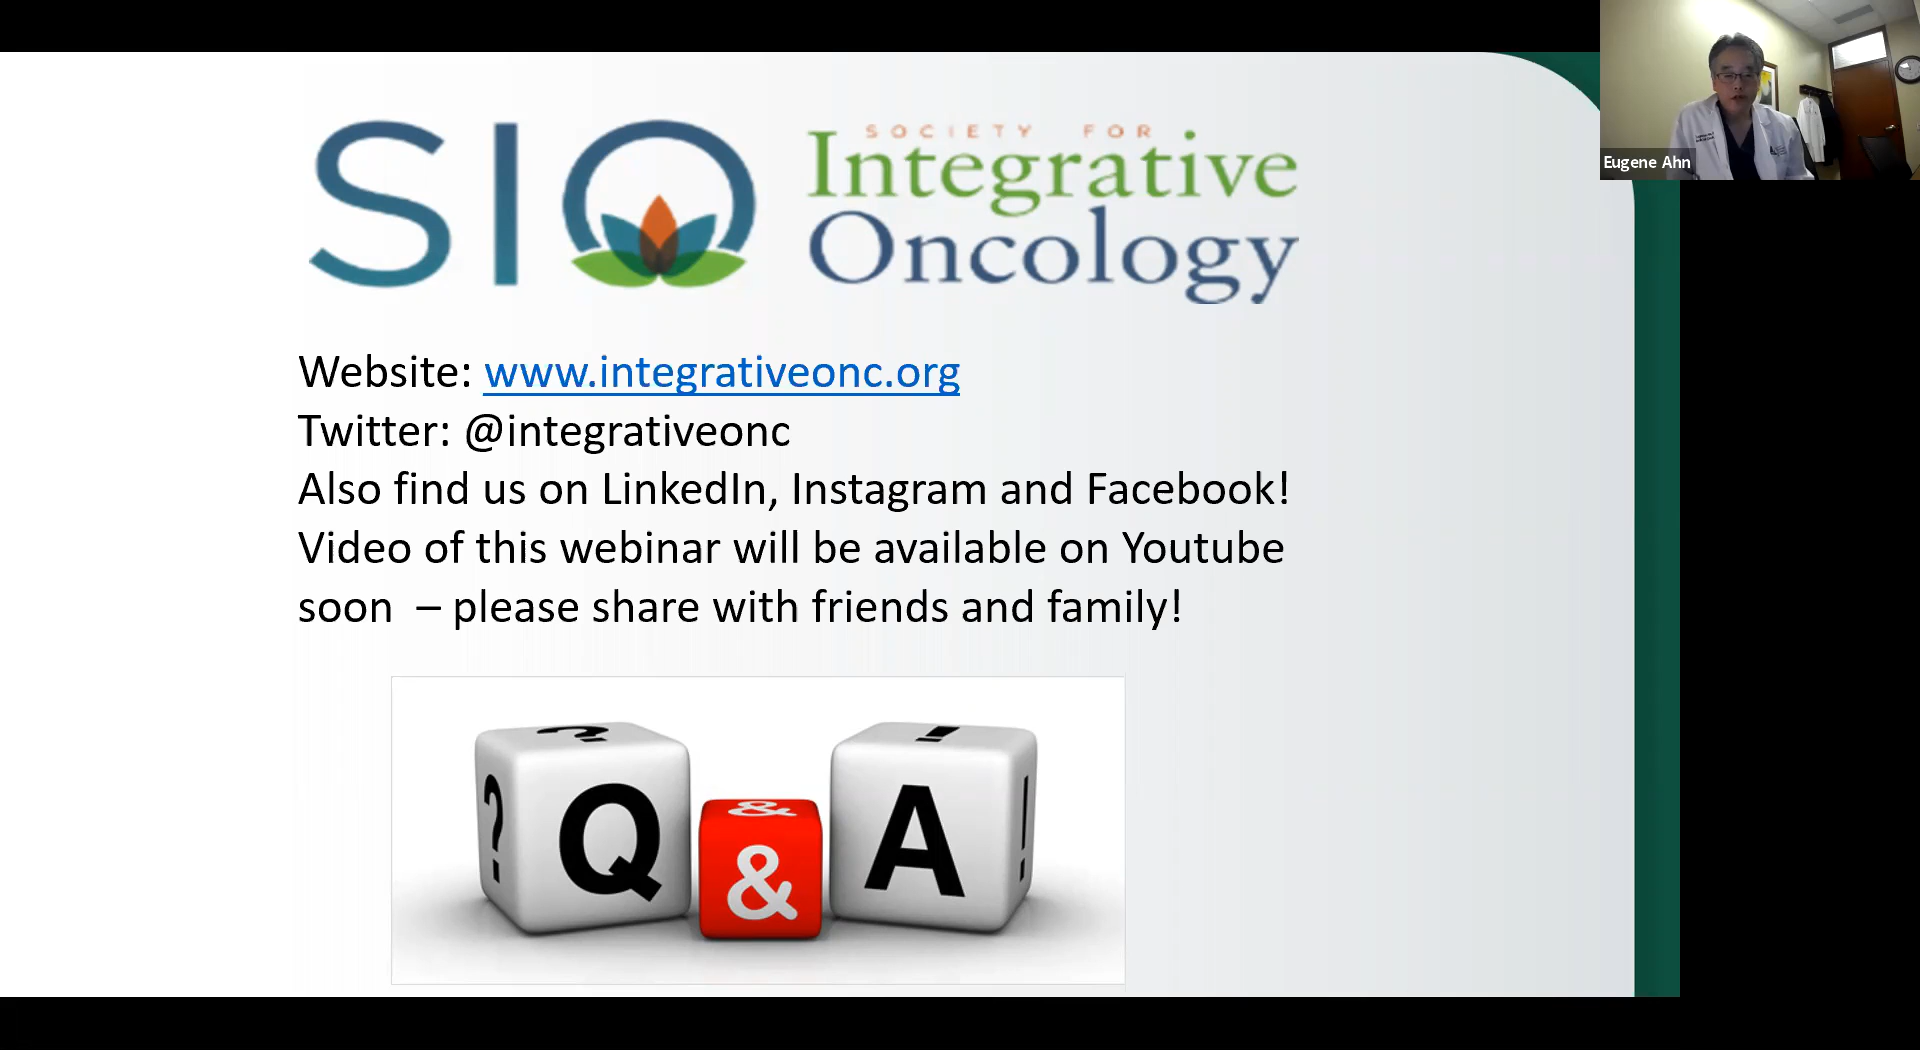 SIO
SOCIETY FOR
Integrative
Oncology
Eugene Ahn
Website: www.integrativeonc.org
Twitter: @integrativeonc
Also find us on LinkedIn, Instagram and Facebook!
Video of this webinar will be available on Youtube
soon – please share with friends and family!
? ? Q & & A ! !